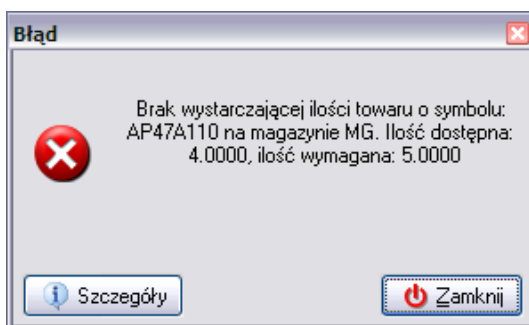 Błąd
Brak wystarczającej ilości towaru o symbolu:
AP47A110 na magazynie MG. Ilość dostępna:
4.0000, ilość wymagana: 5.0000
Szczegóły
Zamknij